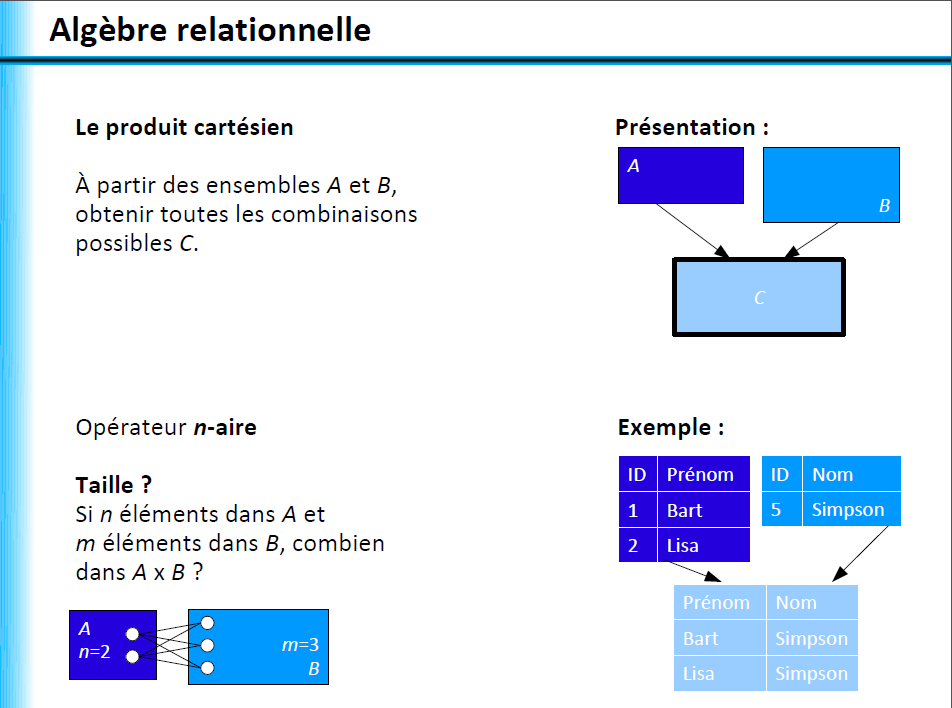 Algèbre relationnelle
Le produit cartésien
À partir des ensembles A et B,
obtenir toutes les combinaisons
possibles C.
Présentation :
A
B
C
Opérateur n-aire
Taille ?
Si n éléments dans A et
m éléments dans B, combien
dans A x B ?
A
n=2
m=3
B
Exemple :
ID Prénom
1 Bart
2 Lisa
ID Nom
5 Simpson
Prénom Nom
Bart Simpson
Lisa Simpson